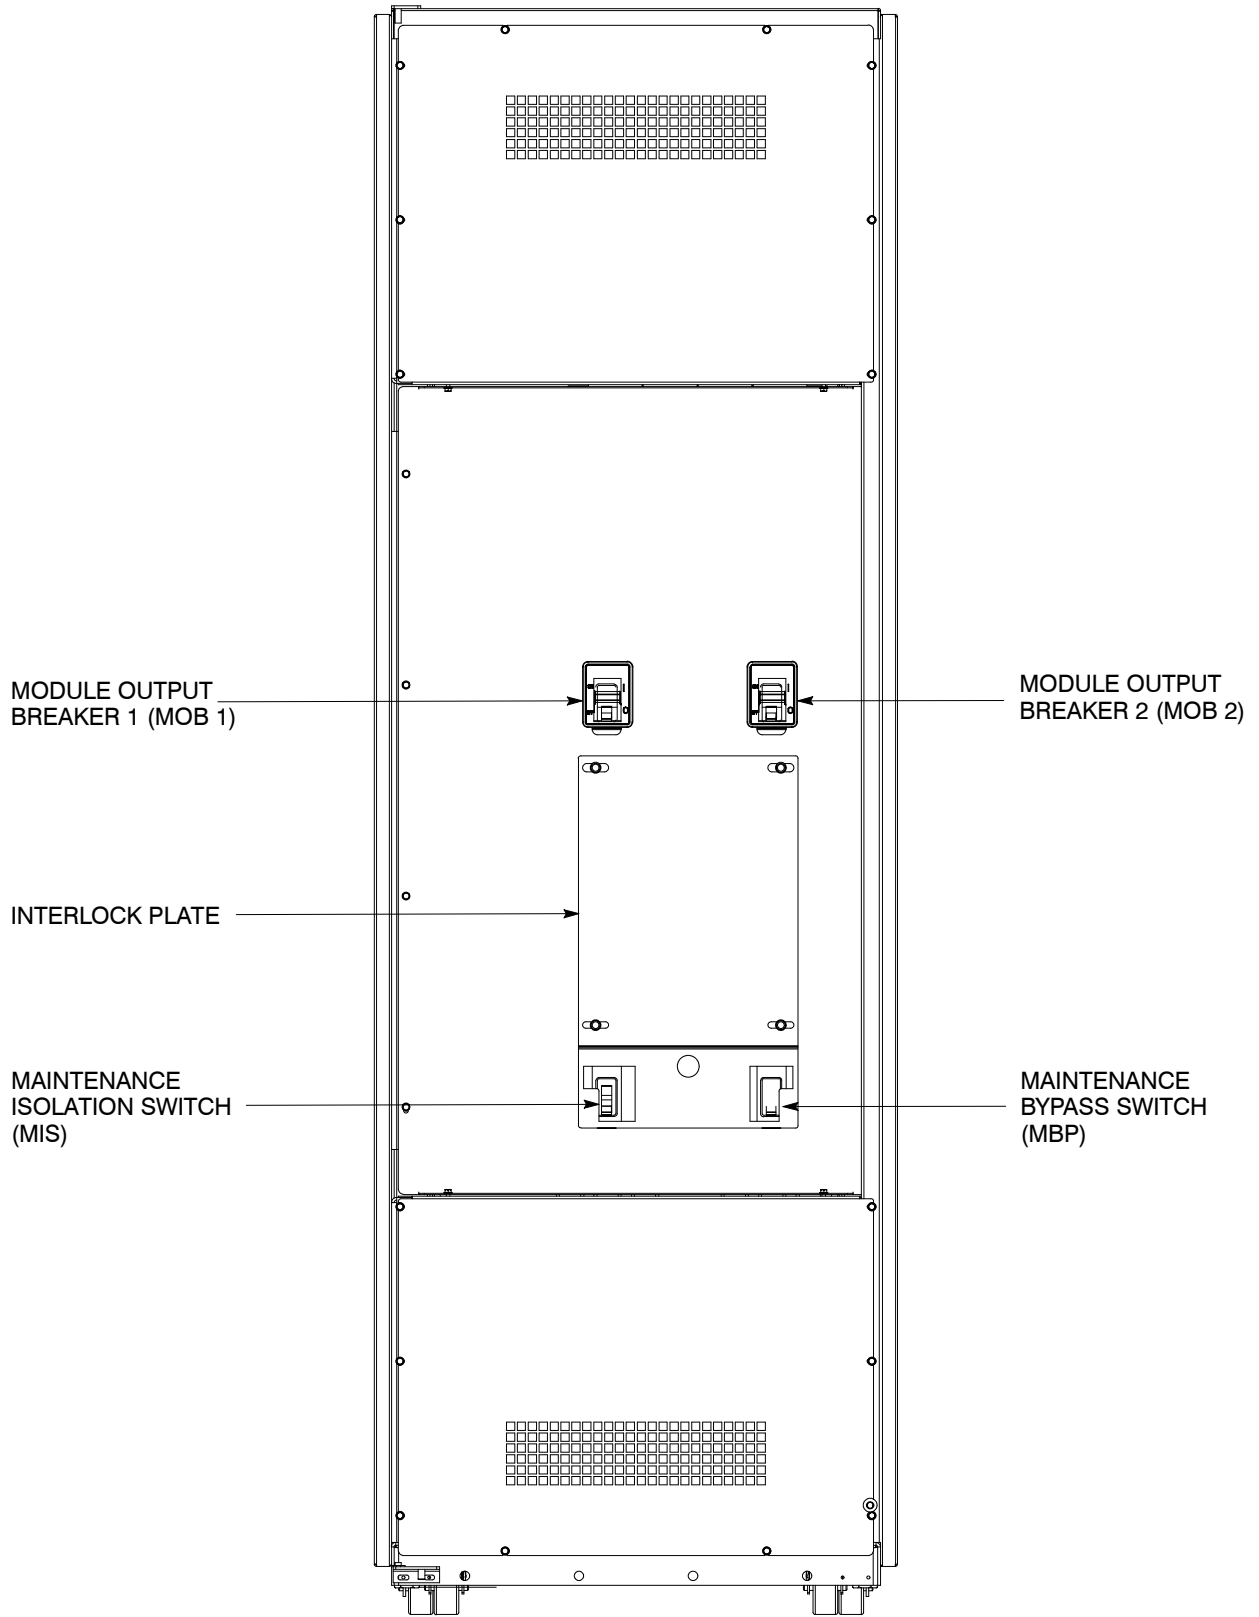 MODULE OUTPUT
BREAKER 1 (MOB 1)
MODULE OUTPUT
BREAKER 2 (MOB 2)
INTERLOCK PLATE
MAINTENANCE
ISOLATION SWITCH
(MIS)
MAINTENANCE
BYPASS SWITCH
(MBP)